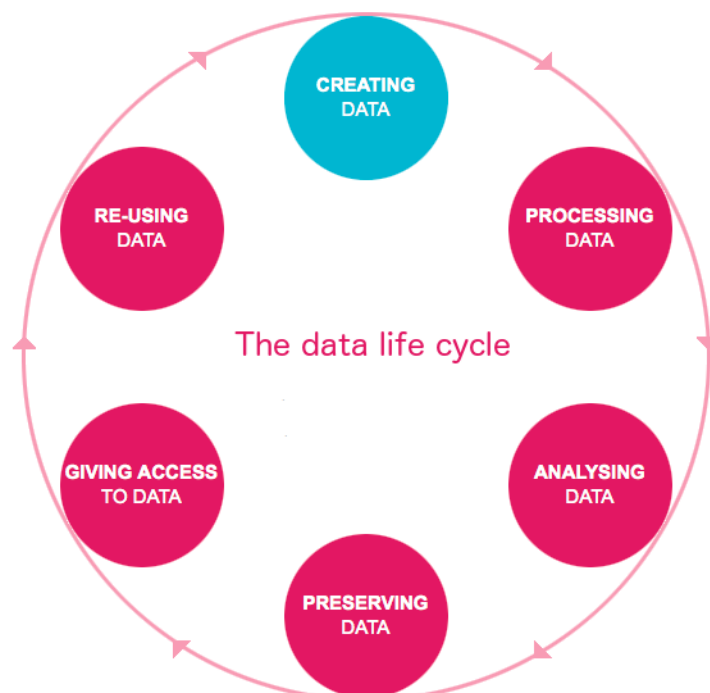 CREATING
DATA
PROCESSING
DATA
ANALYSING
DATA
PRESERVING
DATA
GIVING ACCESS
TO DATA
RE-USING
DATA
The data life cycle